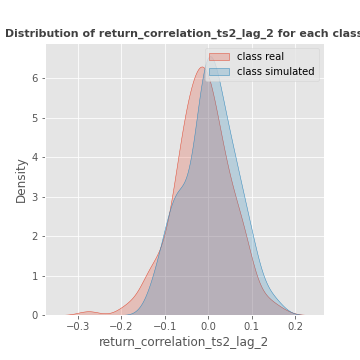 Distribution of return_correlation_ts2_lag_2 for each class
class real
class simulated
6
5
4
3
2
1
0
Density
−0.3 −0.2 −0.1 0.0 0.1 0.2
return_correlation_ts2_lag_2